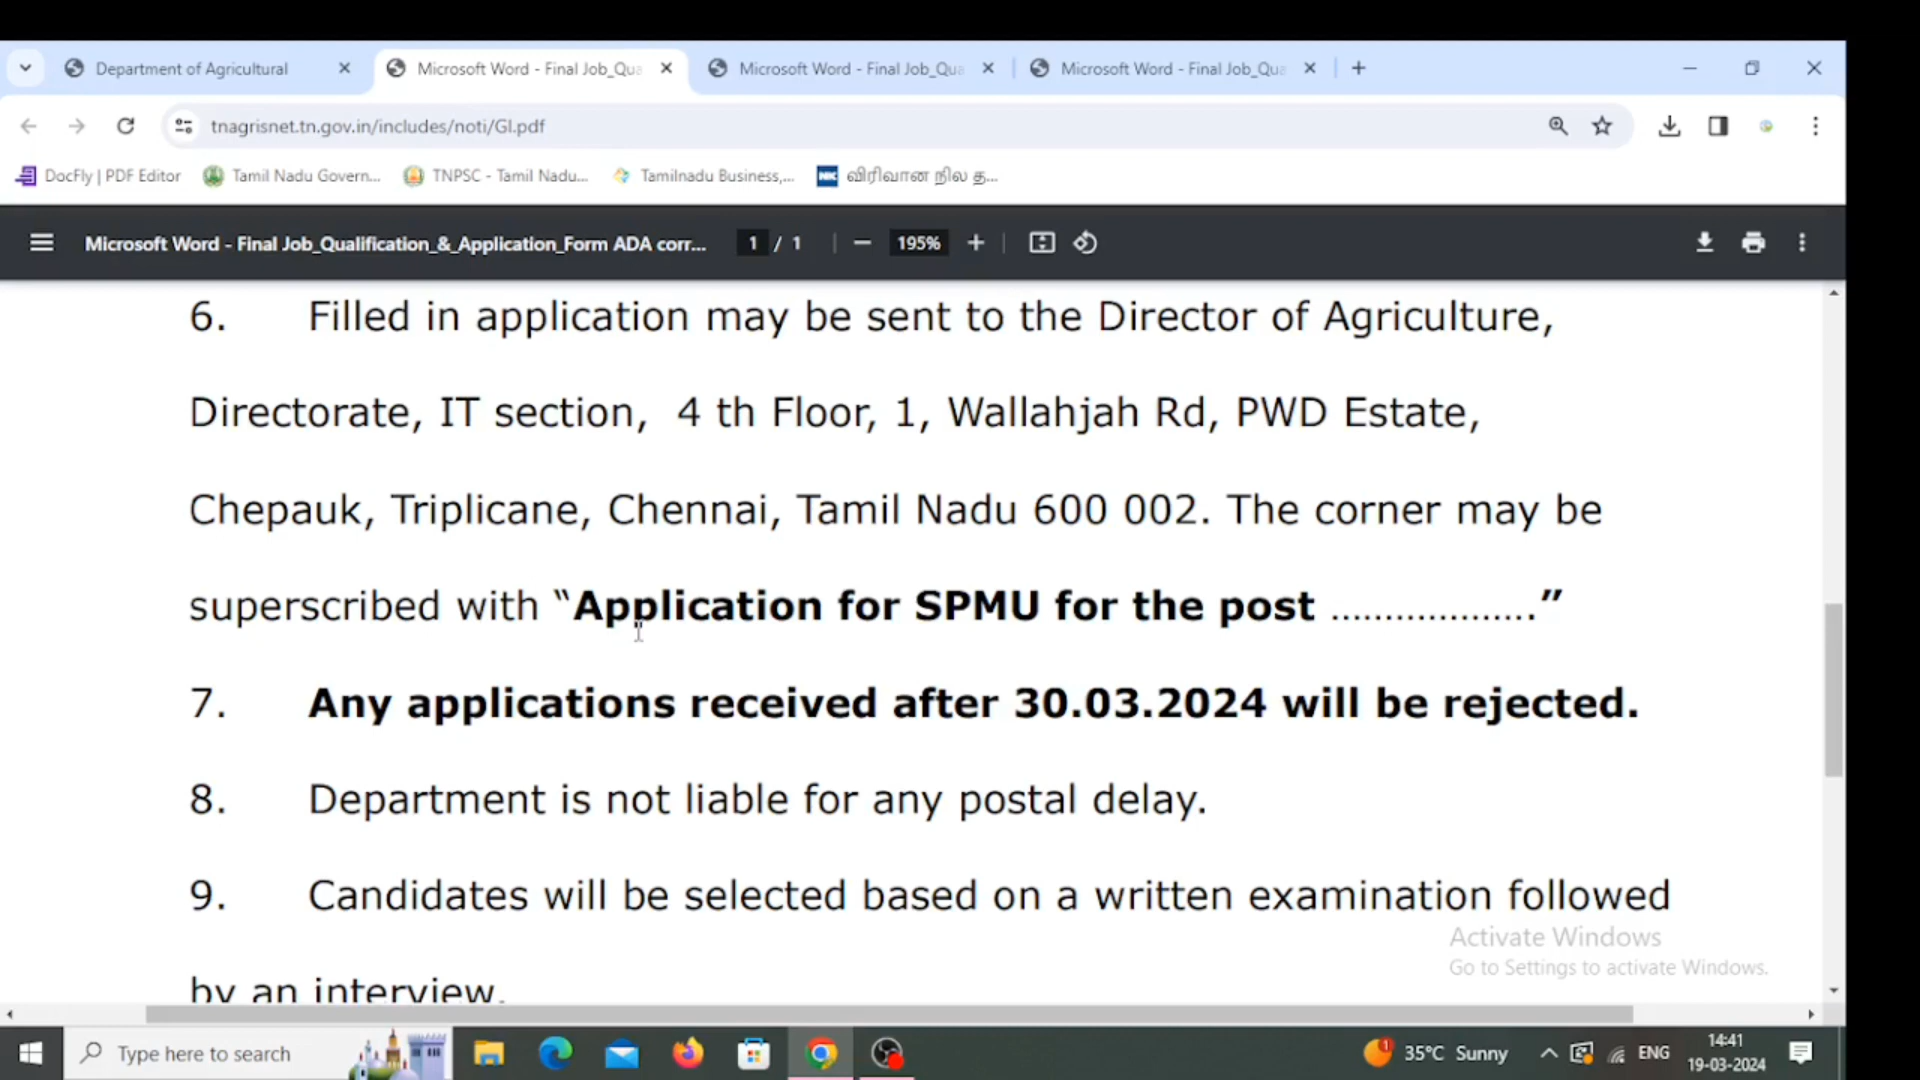 Department of Agricultural
Microsoft Word - Final Job_Qua
Microsoft Word - Final Job_Qua
Microsoft Word - Final Job_Qua
tnagrisnet.tn.gov.in/includes/noti/GI.pdf
DocFly | PDF Editor
Tamil Nadu Govern...
TNPSC - Tamil Nadu...
Tamilnadu Business,...
விரிவான நில த...
Microsoft Word - Final Job_Qualification_&_Application_Form ADA corr...
1 / 1
195%
6. Filled in application may be sent to the Director of Agriculture,
Directorate, IT section, 4 th Floor, 1, Wallahjah Rd, PWD Estate,
Chepauk, Triplicane, Chennai, Tamil Nadu 600 002. The corner may be
superscribed with “Application for SPMU for the post ...................”
7. Any applications received after 30.03.2024 will be rejected.
8. Department is not liable for any postal delay.
9. Candidates will be selected based on a written examination followed
by an interview.
Activate Windows
Go to Settings to activate Windows.
Type here to search
35°C Sunny
ENG
14:41
19-03-2024